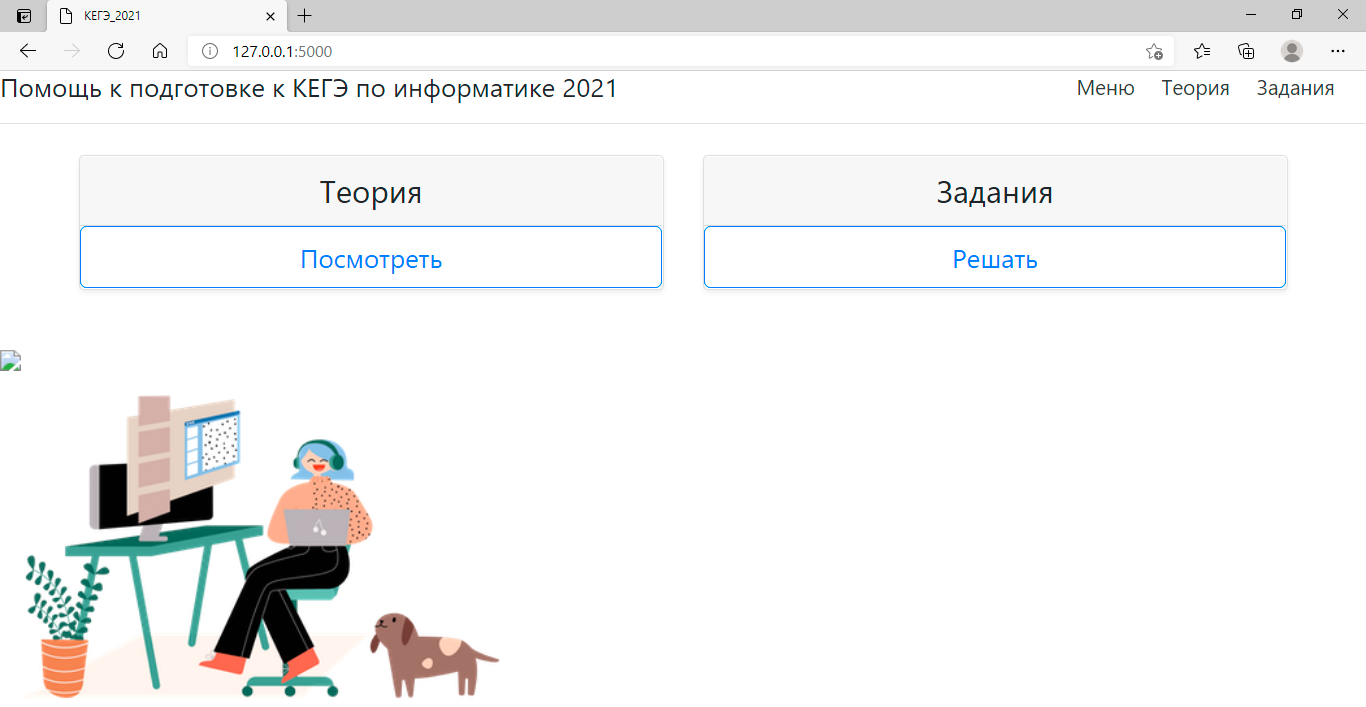 КЕГЭ_2021
127.0.0.1:5000
Помощь к подготовке к КЕГЭ по информатике 2021
Меню Теория Задания
Теория
Задания
Посмотреть
Решать